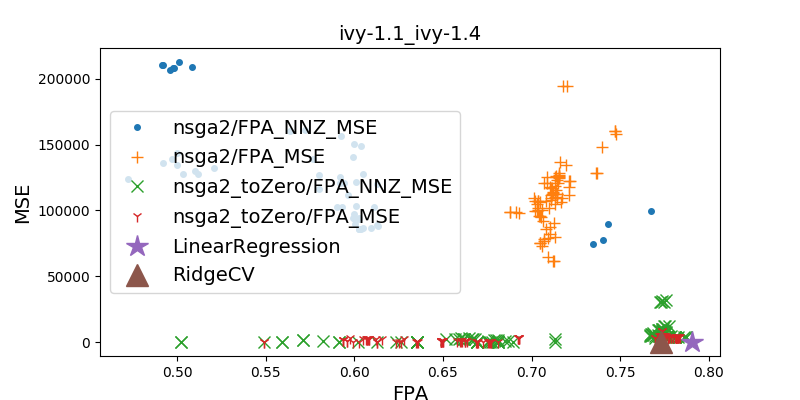 ivy-1.1_ivy-1.4
MSE
200000
150000
100000
50000
0
nsga2/FPA_NNZ_MSE
nsga2/FPA_MSE
nsga2_toZero/FPA_NNZ_MSE
nsga2_toZero/FPA_MSE
LinearRegression
RidgeCV
0.50 0.55 0.60 0.65 0.70 0.75 0.80
FPA